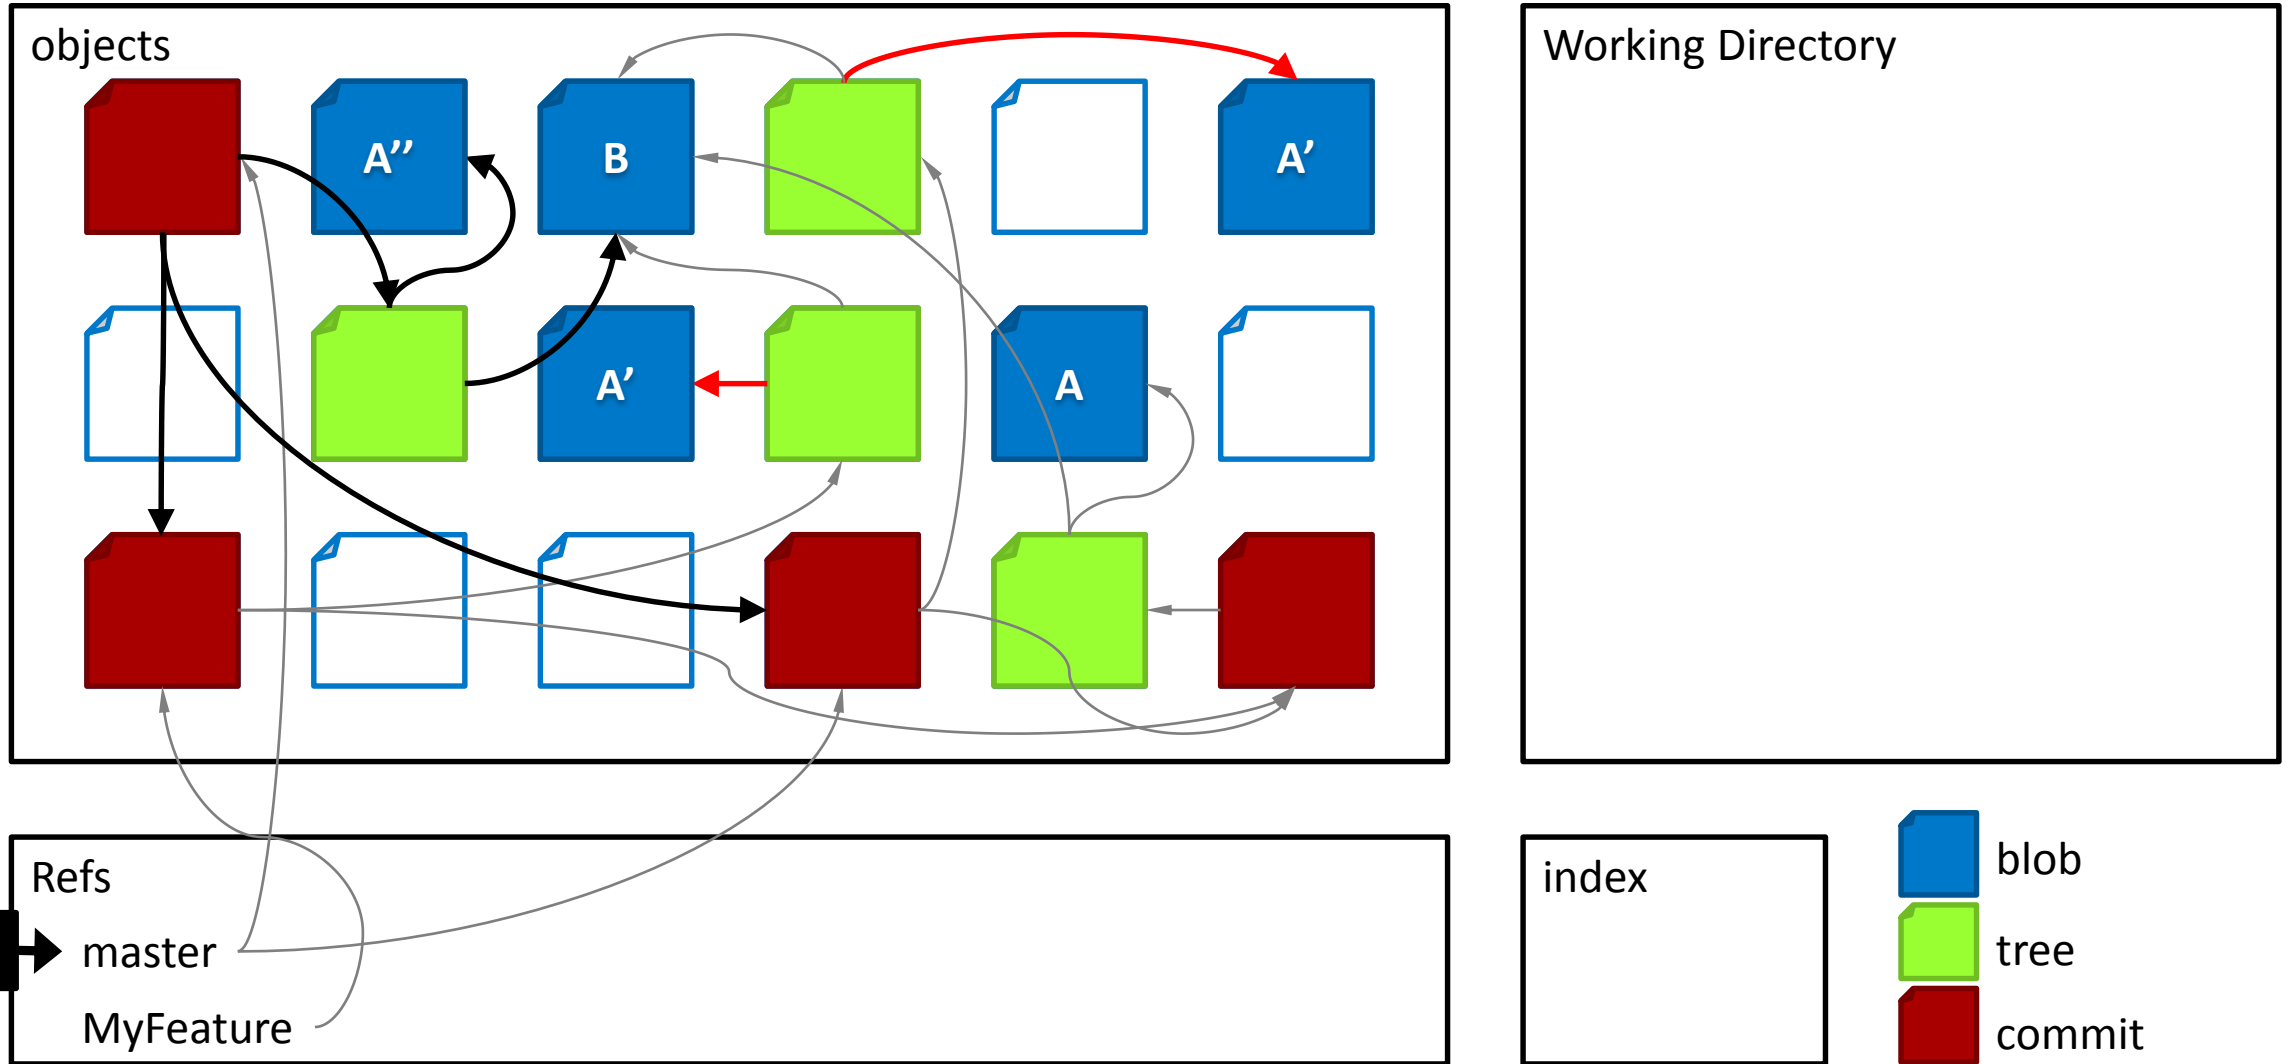 objects
Working Directory
A’’
B
A’
A’
A
Refs
index
master
MyFeature
blob
tree
commit